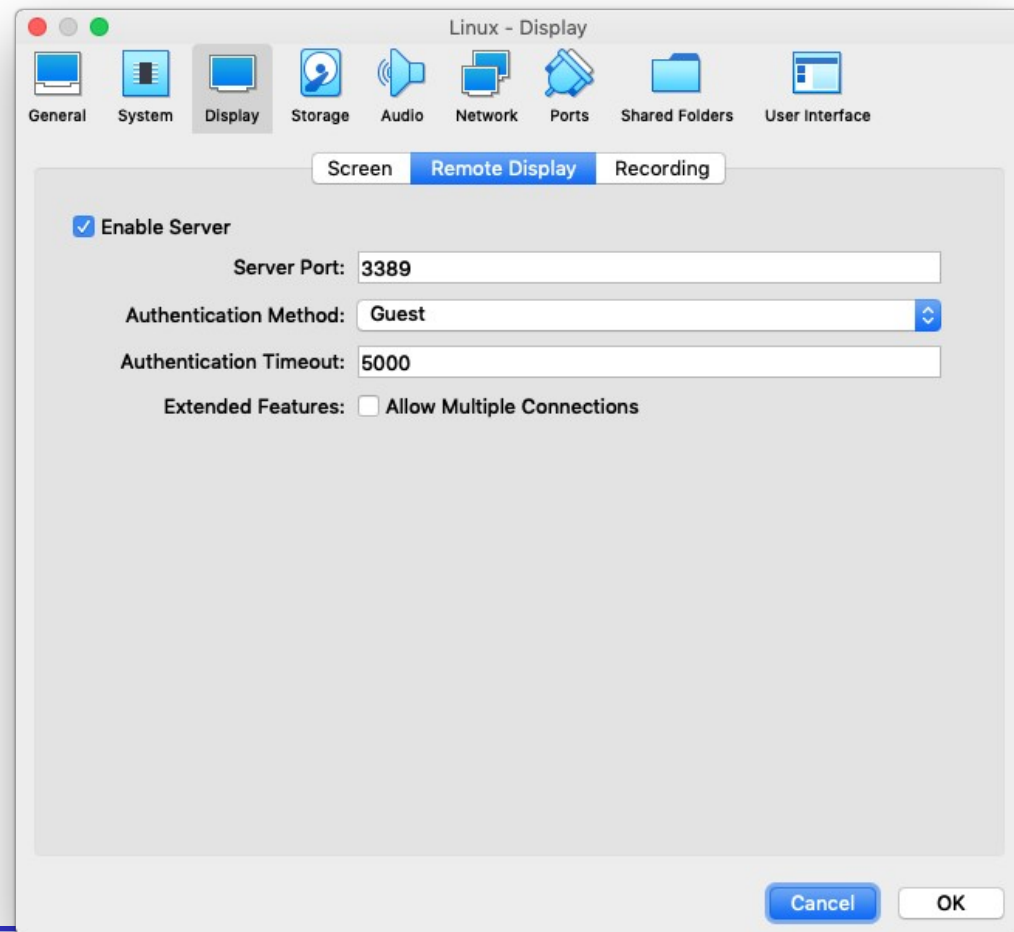 Linux - Display
General System Display Storage Audio Network Ports Shared Folders User Interface
Screen Remote Display Recording
Enable Server
Server Port: 3389
Authentication Method: Guest
Authentication Timeout: 5000
Extended Features: Allow Multiple Connections
Cancel OK